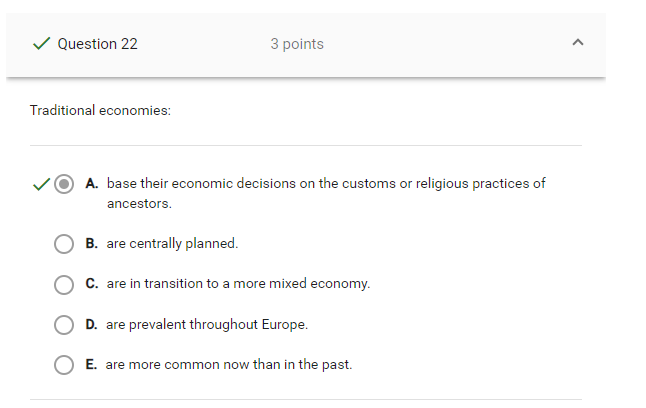 Question 22 3 points
Traditional economies:
A. base their economic decisions on the customs or religious practices of
ancestors.
B. are centrally planned.
C. are in transition to a more mixed economy.
D. are prevalent throughout Europe.
E. are more common now than in the past.